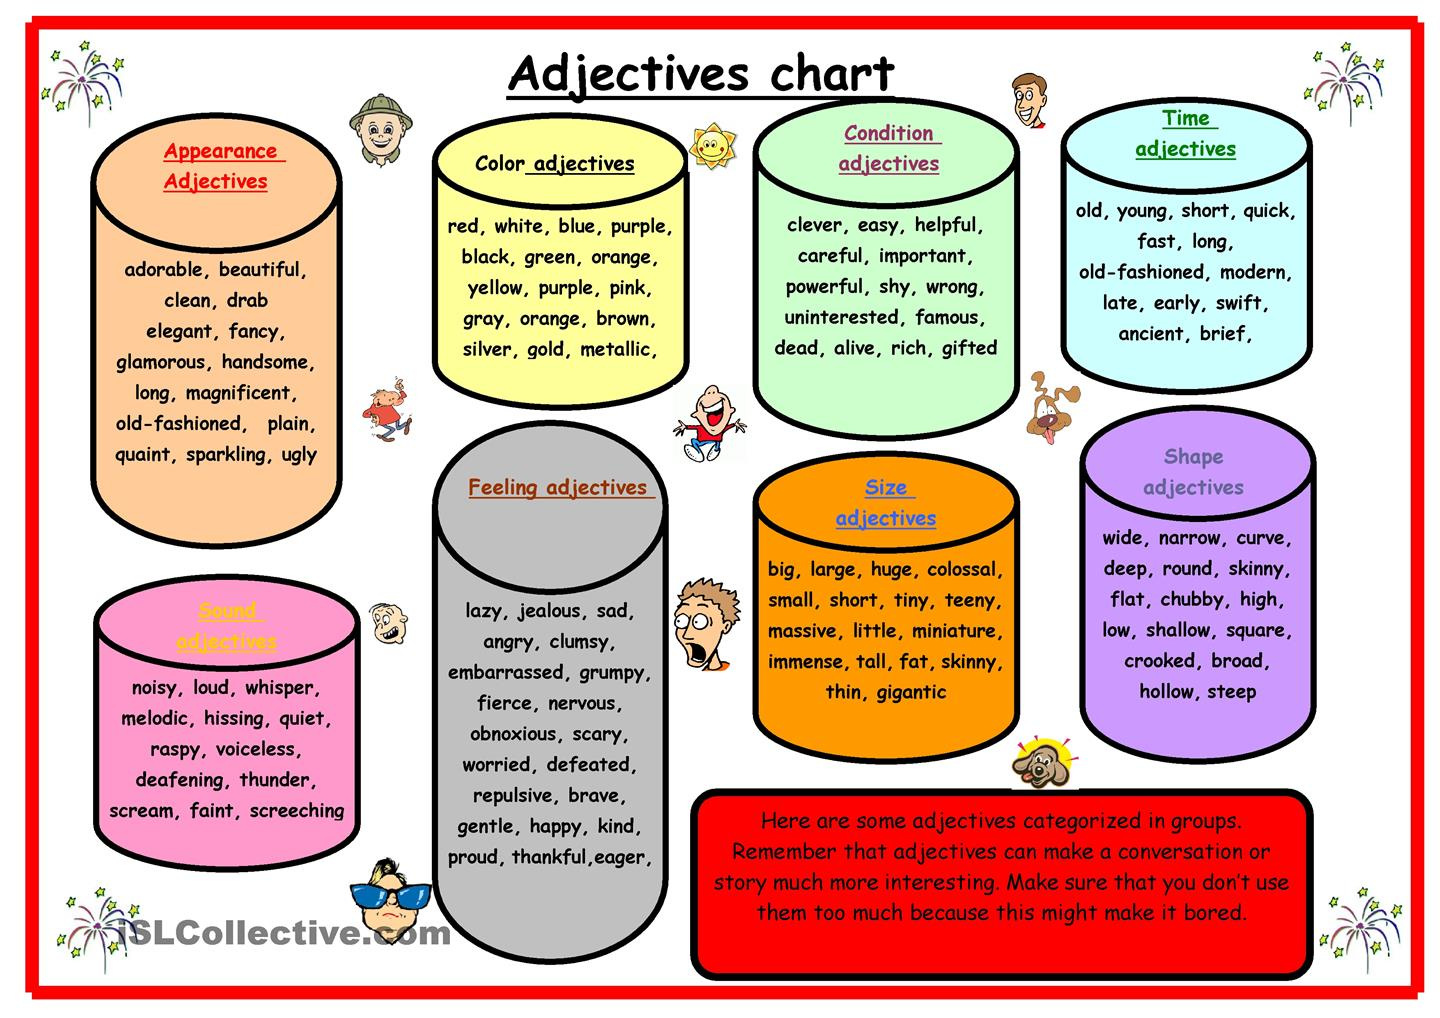 Adjectives chart
Appearance
Adjectives
adorable, beautiful,
clean, drab
elegant, fancy,
glamorous, handsome,
long, magnificent,
old-fashioned, plain,
quaint, sparkling, ugly
Color adjectives
red, white, blue, purple,
black, green, orange,
yellow, purple, pink,
gray, orange, brown,
silver, gold, metallic,
Condition
adjectives
clever, easy, helpful,
careful, important,
powerful, shy, wrong,
uninterested, famous,
dead, alive, rich, gifted
Time
adjectives
old, young, short, quick,
fast, long,
old-fashioned, modern,
late, early, swift,
ancient, brief,
Sound
adjectives
noisy, loud, whisper,
melodic, hissing, quiet,
raspy, voiceless,
deafening, thunder,
scream, faint, screeching
Feeling adjectives
lazy, jealous, sad,
angry, clumsy,
embarrassed, grumpy,
fierce, nervous,
obnoxious, scary,
worried, defeated,
repulsive, brave,
gentle, happy, kind,
proud, thankful,eager,
Size
adjectives
big, large, huge, colossal,
small, short, tiny, teeny,
massive, little, miniature,
immense, tall, fat, skinny,
thin, gigantic
Shape
adjectives
wide, narrow, curve,
deep, round, skinny,
flat, chubby, high,
low, shallow, square,
crooked, broad,
hollow, steep
Here are some adjectives categorized in groups.
Remember that adjectives can make a conversation or
story much more interesting. Make sure that you don't use
them too much because this might make it bored.
iSLCollective.com